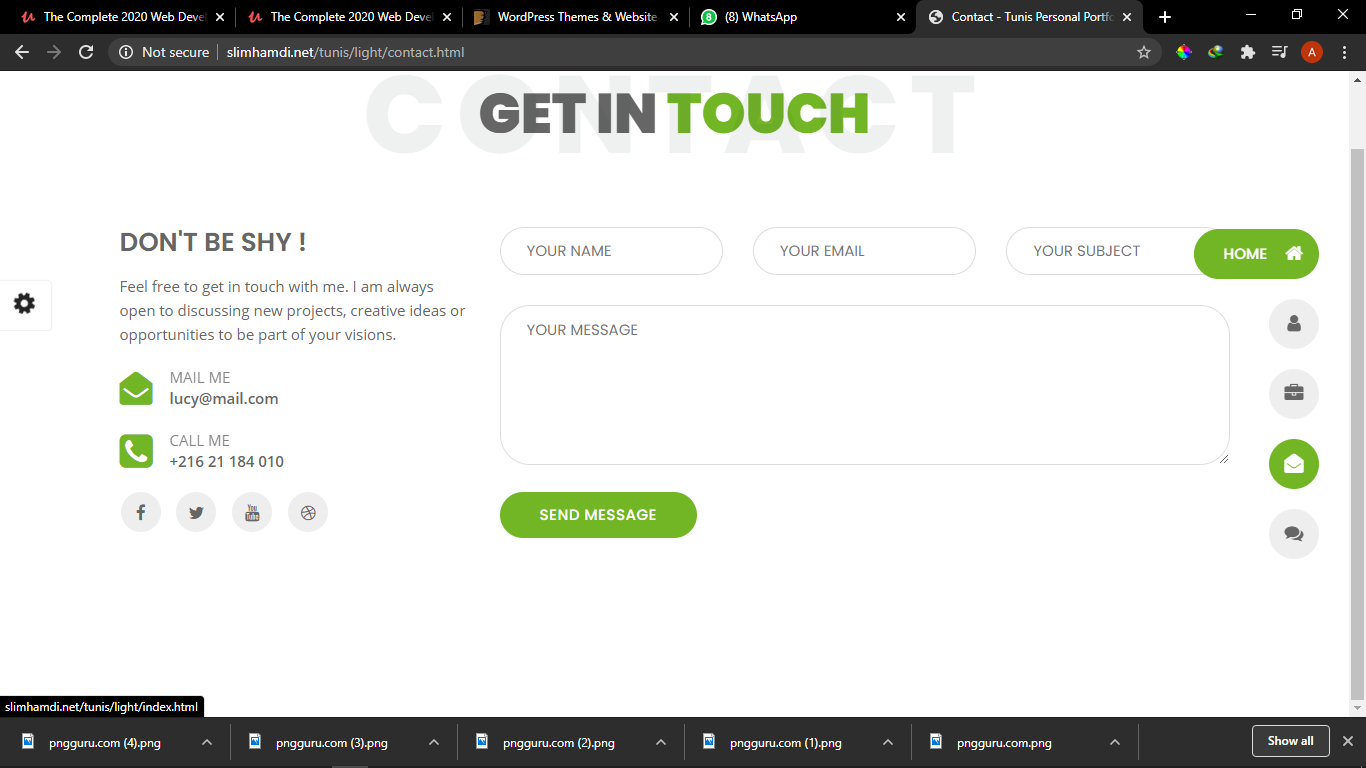 The Complete 2020 Web Devel
The Complete 2020 Web Devel
WordPress Themes & Website
8
(8) WhatsApp
Contact - Tunis Personal Portfo
Not secure
slimhamdi.net/tunis/light/contact.html
A
CONTACT
GET IN TOUCH
DON'T BE SHY !
Feel free to get in touch with me. I am always
open to discussing new projects, creative ideas or
opportunities to be part of your visions.
MAIL ME
lucy@mail.com
CALL ME
+216 21 184 010
You
Tube
YOUR NAME
YOUR EMAIL
YOUR SUBJECT
HOME
YOUR MESSAGE
SEND MESSAGE
slimhamdi.net/tunis/light/index.html
pngguru.com (4).png
pngguru.com (3).png
pngguru.com (2).png
pngguru.com (1).png
pngguru.com.png
Show all